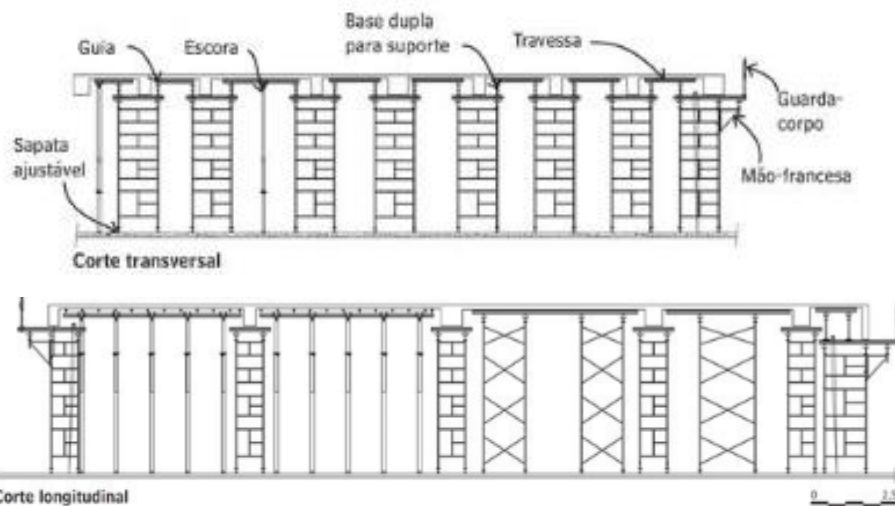 Guia
Escora
Base dupla
para suporte
Travessa
Guarda-
corpo
Sapata
ajustável
Mão-francesa
Corte transversal
Corte longitudinal
0
2,5